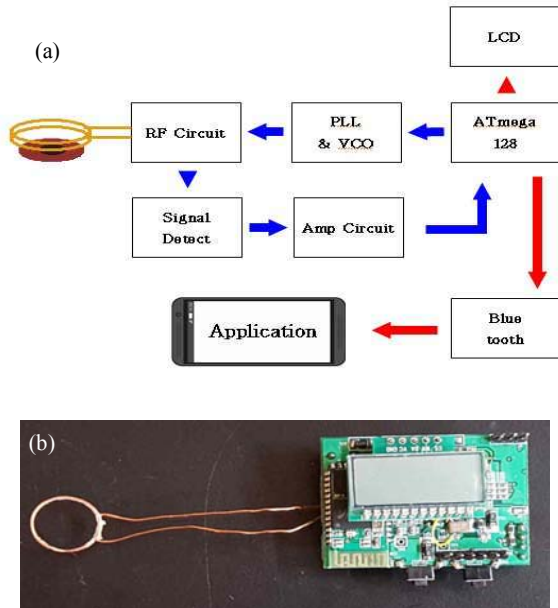 (a)
LCD
RF Circuit
PLL
& VCO
ATmega
128
Signal
Detect
Amp Circuit
Application
Blue
tooth
(b)